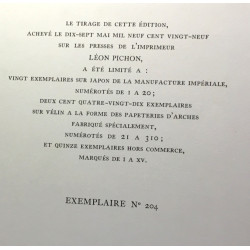 LE TIRAGE DE CETTE ÉDITION,
ACHEVÉ LE DIX-SEPT MAI MIL NEUF CENT VINGT-NEUF
SUR LES PRESSES DE L'IMPRIMEUR
LÉON PICHON,
A ÉTÉ LIMITÉ A :
VINGT EXEMPLAIRES SUR JAPON DE LA MANUFACTURE IMPÉRIALE,
NUMÉROTÉS DE 1 A 20;
DEUX CENT QUATRE-VINGT-DIX EXEMPLAIRES
SUR VÉLIN A LA FORME DES PAPETERIES D'ARCHES
FABRIQUÉ SPÉCIALEMENT,
NUMÉROTÉS DE 21 A 310;
ET QUINZE EXEMPLAIRES HORS COMMERCE,
MARQUÉS DE I A XV.
EXEMPLAIRE Nº 204